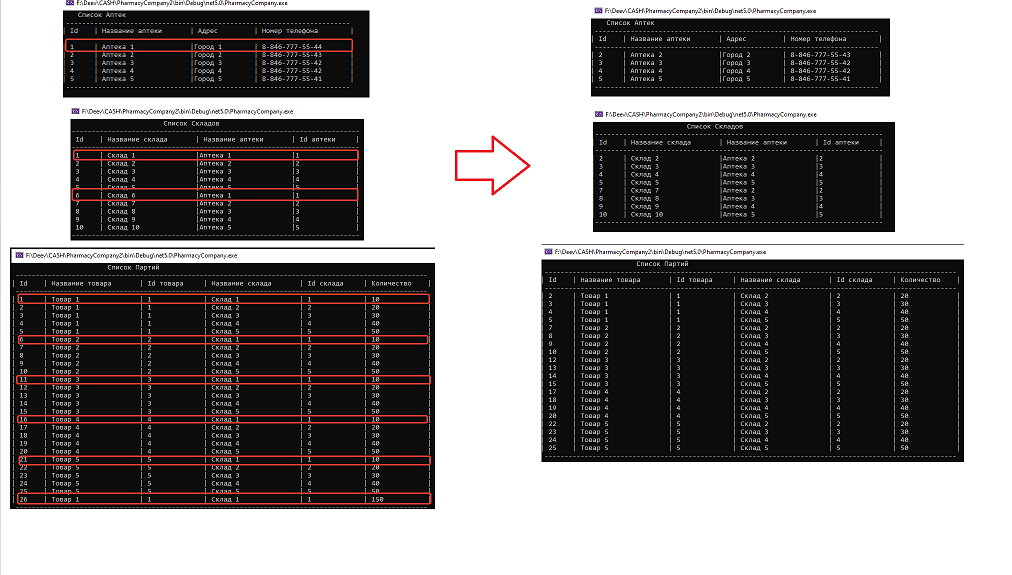 F:\Deev\CASH\PharmacyCompany2\bin\Debug\net5.0\PharmacyCompany.exe
Список Аптек
Id | Название аптеки | Адрес | Номер телефона |
1 | Аптека 1 | Город 1 | 8-846-777-55-44 |
2 | Аптека 2 | Город 2 | 8-846-777-55-43 |
3 | Аптека 3 | Город 3 | 8-846-777-55-42 |
4 | Аптека 4 | Город 4 | 8-846-777-55-42 |
5 | Аптека 5 | Город 5 | 8-846-777-55-41 |
F:\Deev\CASH\PharmacyCompany2\bin\Debug\net5.0\PharmacyCompany.exe
Список Складов
Id | Название склада | Название аптеки | Id аптеки |
1 | Склад 1 | Аптека 1 | 1 |
2 | Склад 2 | Аптека 2 | 2 |
3 | Склад 3 | Аптека 3 | 3 |
4 | Склад 4 | Аптека 4 | 4 |
5 | Склад 5 | Аптека 5 | 5 |
6 | Склад 6 | Аптека 1 | 1 |
7 | Склад 7 | Аптека 2 | 2 |
8 | Склад 8 | Аптека 3 | 3 |
9 | Склад 9 | Аптека 4 | 4 |
10 | Склад 10 | Аптека 5 | 5 |
F:\Deev\CASH\PharmacyCompany2\bin\Debug\net5.0\PharmacyCompany.exe
Список Партий
| Id | Название товара | Id товара | Название склада | Id склада | Количество |
| 1 | Товар 1 | 1 | Склад 1 | 1 | 10 |
| 2 | Товар 1 | 1 | Склад 2 | 2 | 20 |
| 3 | Товар 1 | 1 | Склад 3 | 3 | 30 |
| 4 | Товар 1 | 1 | Склад 4 | 4 | 40 |
| 5 | Товар 1 | 1 | Склад 5 | 5 | 50 |
| 6 | Товар 2 | 2 | Склад 1 | 1 | 10 |
| 7 | Товар 2 | 2 | Склад 2 | 2 | 20 |
| 8 | Товар 2 | 2 | Склад 3 | 3 | 30 |
| 9 | Товар 2 | 2 | Склад 4 | 4 | 40 |
| 10 | Товар 2 | 2 | Склад 5 | 5 | 50 |
| 11 | Товар 3 | 3 | Склад 1 | 1 | 10 |
| 12 | Товар 3 | 3 | Склад 2 | 2 | 20 |
| 13 | Товар 3 | 3 | Склад 3 | 3 | 30 |
| 14 | Товар 3 | 3 | Склад 4 | 4 | 40 |
| 15 | Товар 3 | 3 | Склад 5 | 5 | 50 |
| 16 | Товар 4 | 4 | Склад 1 | 1 | 10 |
| 17 | Товар 4 | 4 | Склад 2 | 2 | 20 |
| 18 | Товар 4 | 4 | Склад 3 | 3 | 30 |
| 19 | Товар 4 | 4 | Склад 4 | 4 | 40 |
| 20 | Товар 4 | 4 | Склад 5 | 5 | 50 |
| 21 | Товар 5 | 5 | Склад 1 | 1 | 10 |
| 22 | Товар 5 | 5 | Склад 2 | 2 | 20 |
| 23 | Товар 5 | 5 | Склад 3 | 3 | 30 |
| 24 | Товар 5 | 5 | Склад 4 | 4 | 40 |
| 25 | Товар 5 | 5 | Склад 5 | 5 | 50 |
| 26 | Товар 1 | 1 | Склад 1 | 1 | 150 |
F:\Deev\CASH\PharmacyCompany2\bin\Debug\net5.0\PharmacyCompany.exe
Список Аптек
| Id | Название аптеки | Адрес | Номер телефона |
| 2 | Аптека 2 | Город 2 | 8-846-777-55-43 |
| 3 | Аптека 3 | Город 3 | 8-846-777-55-42 |
| 4 | Аптека 4 | Город 4 | 8-846-777-55-42 |
| 5 | Аптека 5 | Город 5 | 8-846-777-55-41 |
F:\Deev\CASH\PharmacyCompany2\bin\Debug\net5.0\PharmacyCompany.exe
Список Складов
Id | Название склада | Название аптеки | Id аптеки |
2 | Склад 2 | Аптека 2 | 2 |
3 | Склад 3 | Аптека 3 | 3 |
4 | Склад 4 | Аптека 4 | 4 |
5 | Склад 5 | Аптека 5 | 5 |
7 | Склад 7 | Аптека 2 | 2 |
8 | Склад 8 | Аптека 3 | 3 |
9 | Склад 9 | Аптека 4 | 4 |
10 | Склад 10 | Аптека 5 | 5 |
F:\Deev\CASH\PharmacyCompany2\bin\Debug\net5.0\PharmacyCompany.exe
Список Партий
| Id | Название товара | Id товара | Название склада | Id склада | Количество |
| 2 | Товар 1 | 1 | Склад 2 | 2 | 20 |
| 3 | Товар 1 | 1 | Склад 3 | 3 | 30 |
| 4 | Товар 1 | 1 | Склад 4 | 4 | 40 |
| 5 | Товар 1 | 1 | Склад 5 | 5 | 50 |
| 7 | Товар 2 | 2 | Склад 2 | 2 | 20 |
| 8 | Товар 2 | 2 | Склад 3 | 3 | 30 |
| 9 | Товар 2 | 2 | Склад 4 | 4 | 40 |
| 10 | Товар 2 | 2 | Склад 5 | 5 | 50 |
| 12 | Товар 3 | 3 | Склад 2 | 2 | 20 |
| 13 | Товар 3 | 3 | Склад 3 | 3 | 30 |
| 14 | Товар 3 | 3 | Склад 4 | 4 | 40 |
| 15 | Товар 3 | 3 | Склад 5 | 5 | 50 |
| 17 | Товар 4 | 4 | Склад 2 | 2 | 20 |
| 18 | Товар 4 | 4 | Склад 3 | 3 | 30 |
| 19 | Товар 4 | 4 | Склад 4 | 4 | 40 |
| 20 | Товар 4 | 4 | Склад 5 | 5 | 50 |
| 22 | Товар 5 | 5 | Склад 2 | 2 | 20 |
| 23 | Товар 5 | 5 | Склад 3 | 3 | 30 |
| 24 | Товар 5 | 5 | Склад 4 | 4 | 40 |
| 25 | Товар 5 | 5 | Склад 5 | 5 | 50 |